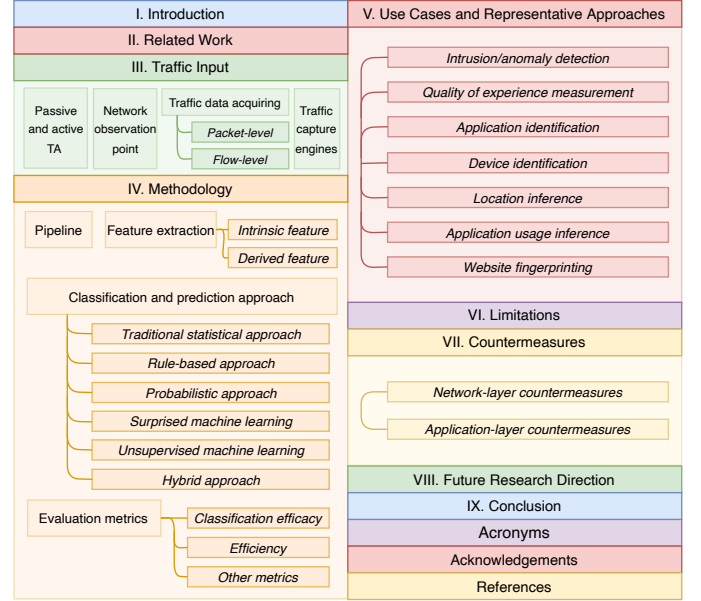 I. Introduction
II. Related Work
III. Traffic Input
Passive
and active
TA
Network
observation
point
Traffic data acquiring
Packet-level
Flow-level
Traffic
capture
engines
IV. Methodology
Pipeline
Feature extraction
Intrinsic feature
Derived feature
Classification and prediction approach
Traditional statistical approach
Rule-based approach
Probabilistic approach
Surprised machine learning
Unsupervised machine learning
Hybrid approach
Evaluation metrics
Classification efficacy
Efficiency
Other metrics
V. Use Cases and Representative Approaches
Intrusion/anomaly detection
Quality of experience measurement
Application identification
Device identification
Location inference
Application usage inference
Website fingerprinting
VI. Limitations
VII. Countermeasures
Network-layer countermeasures
Application-layer countermeasures
VIII. Future Research Direction
IX. Conclusion
Acronyms
Acknowledgements
References